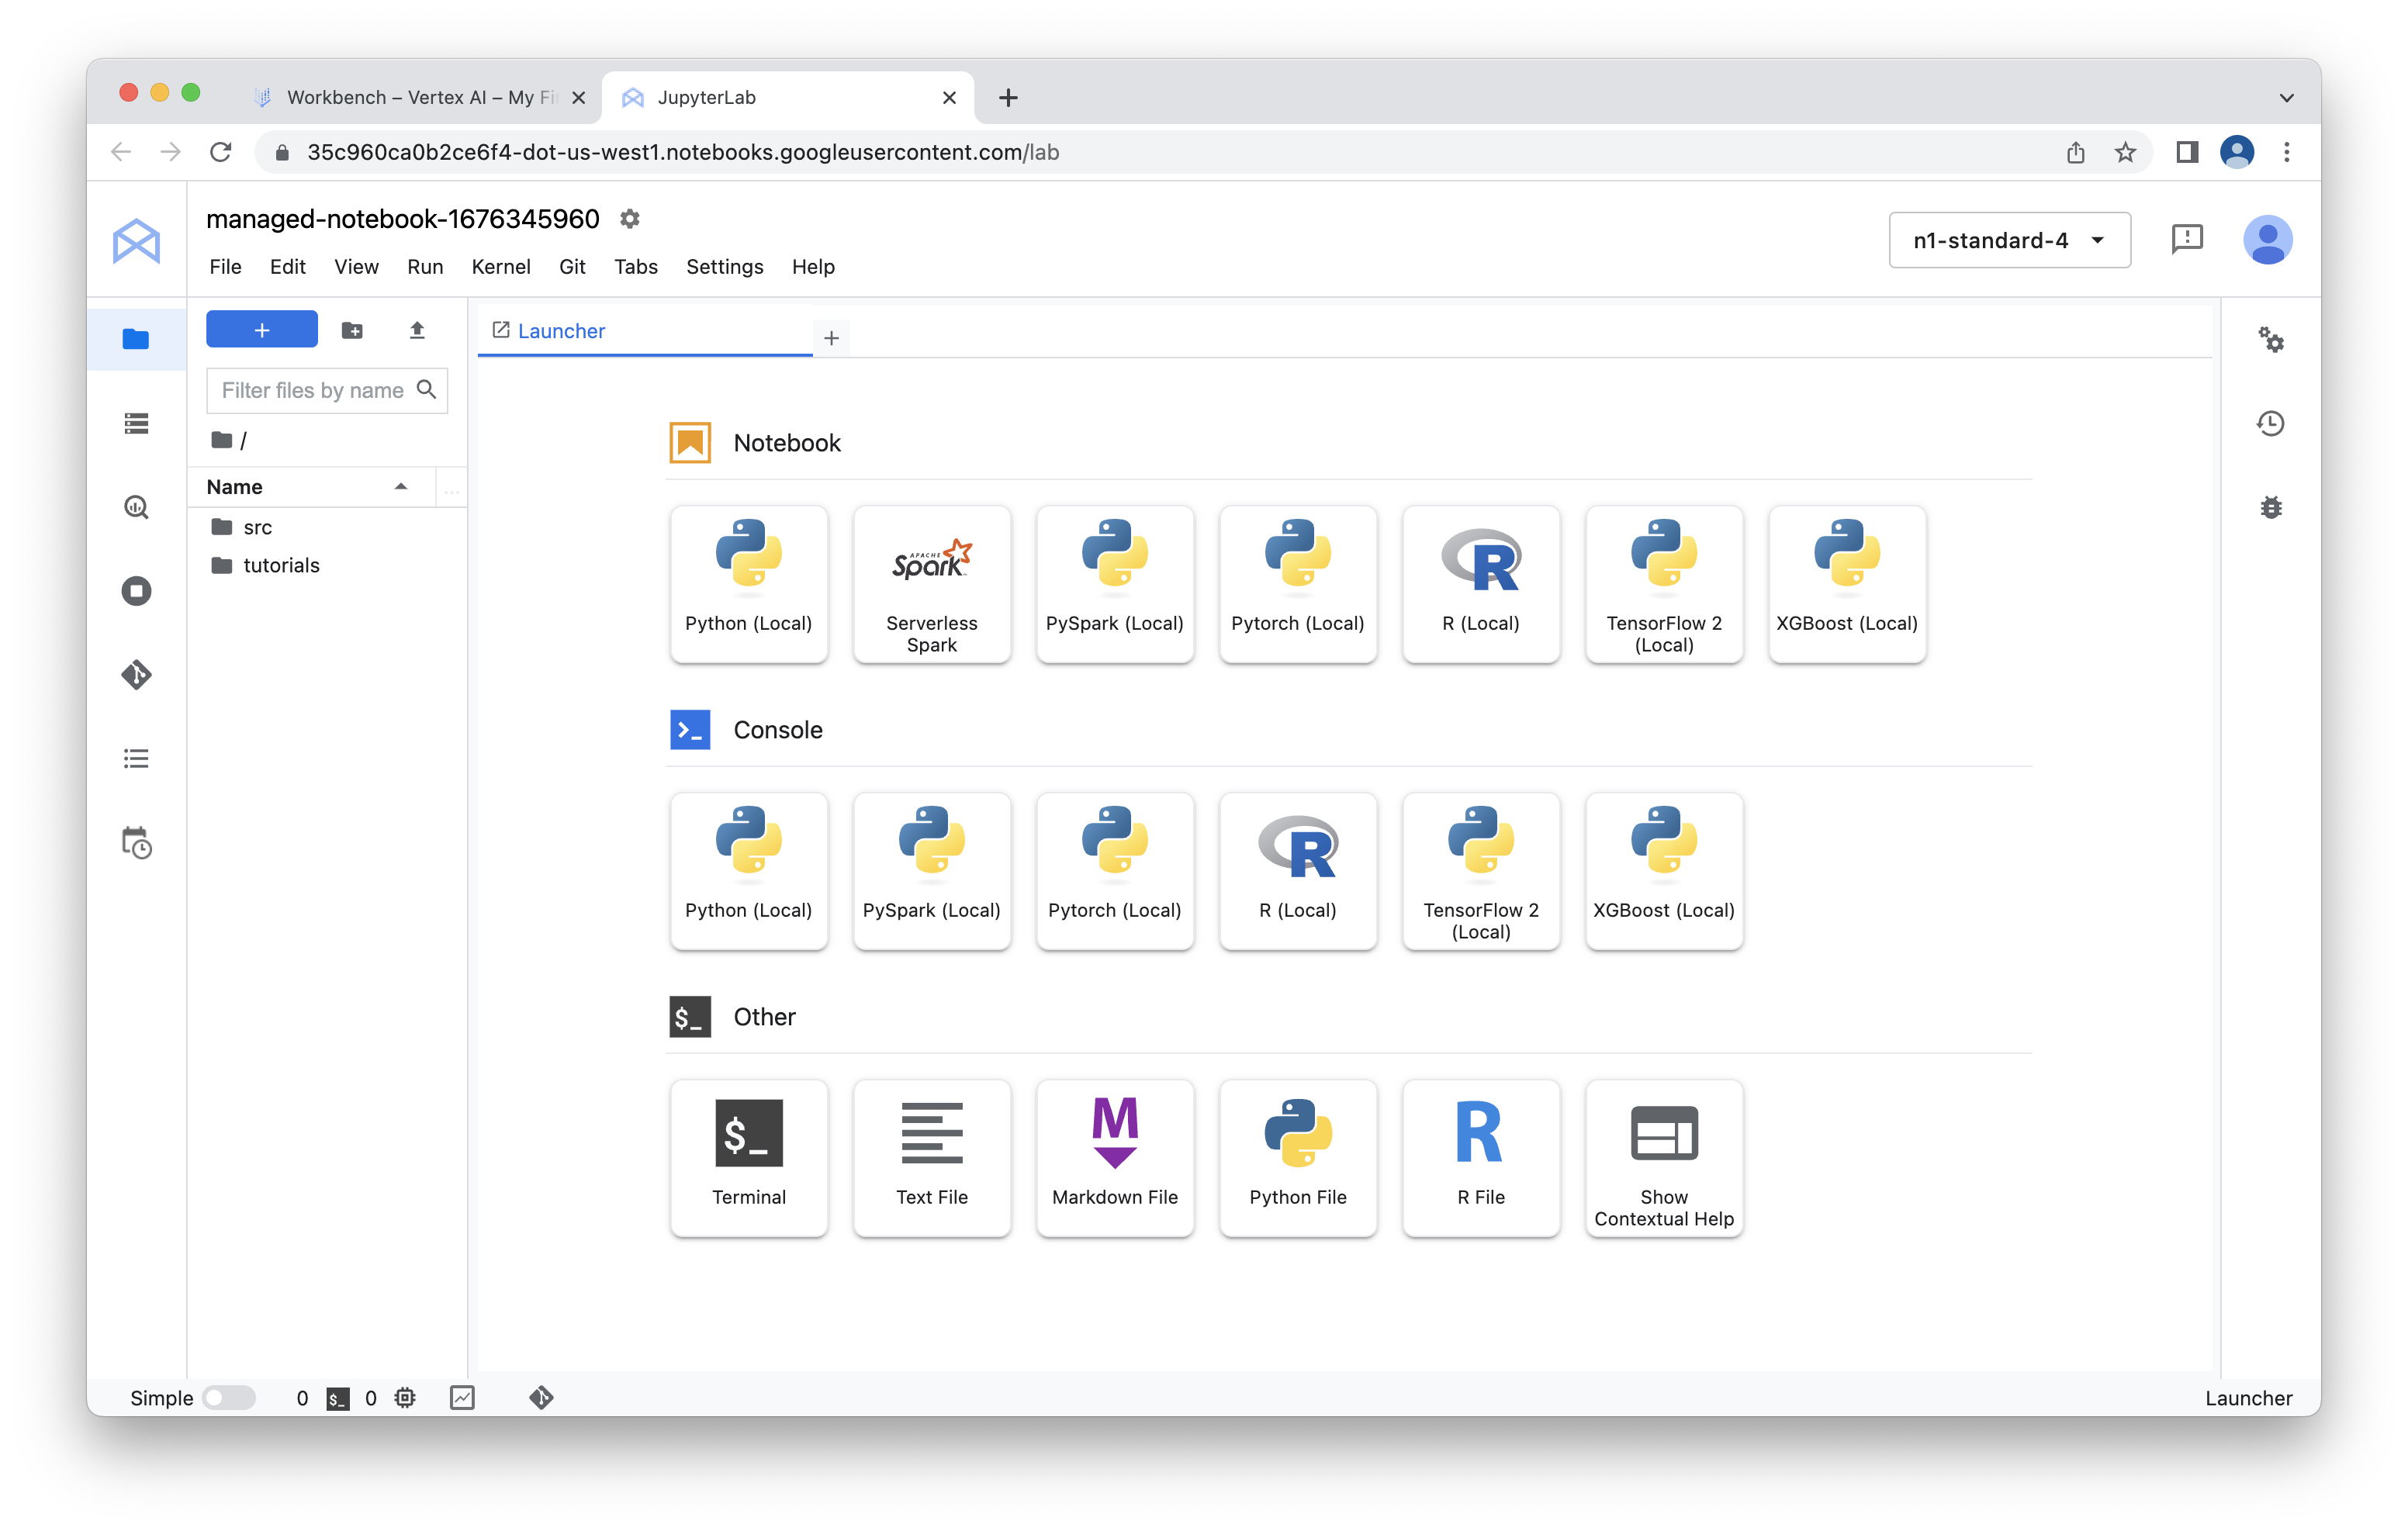 Workbench – Vertex AI – My Fi
JupyterLab
35c960ca0b2ce6f4-dot-us-west1.notebooks.googleusercontent.com/lab
managed-notebook-1676345960
n1-standard-4
File Edit View Run Kernel Git Tabs Settings Help
+
Launcher
+
Filter files by name
/
Name
...
src
tutorials
Notebook
Python (Local)
APACHE
Spark
Serverless
Spark
PySpark (Local)
Pytorch (Local)
R
R (Local)
TensorFlow 2
(Local)
XGBoost (Local)
>_
Console
Python (Local)
PySpark (Local)
Pytorch (Local)
R
R (Local)
TensorFlow 2
(Local)
XGBoost (Local)
$_
Other
$_
Terminal
Text File
M
Markdown File
Python File
R
R File
Show
Contextual Help
Simple 0 $_ 0
Launcher